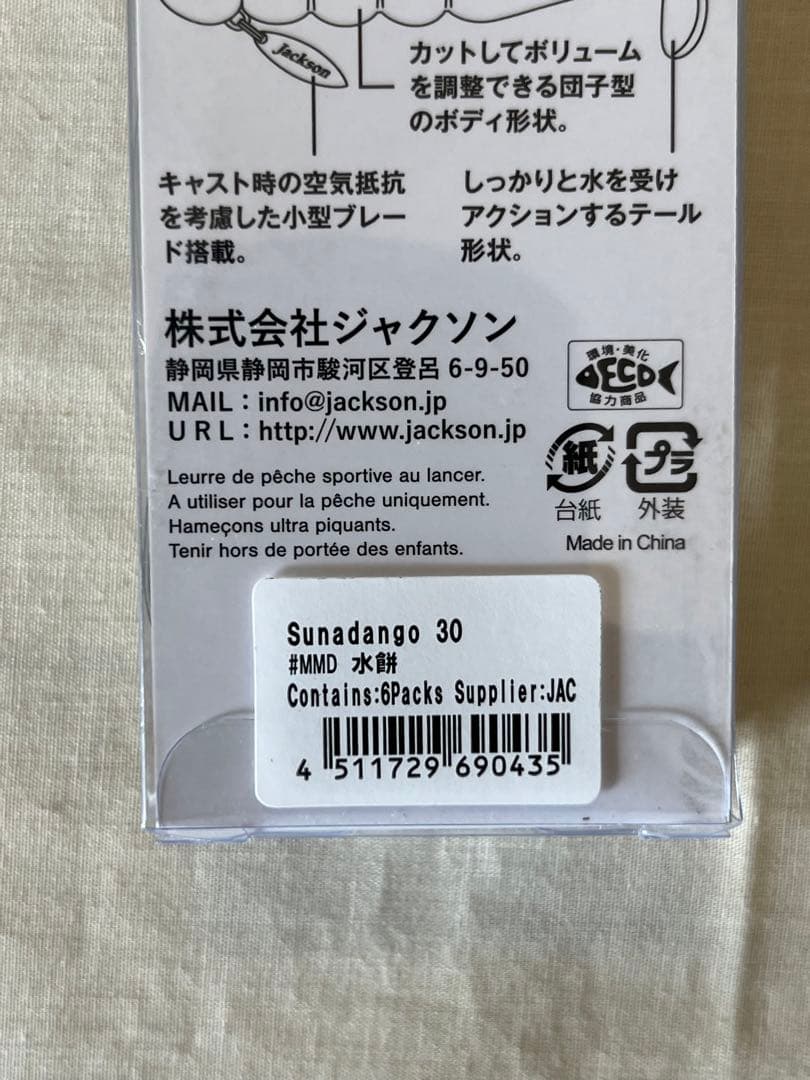 Jackson
カットしてボリューム
を調整できる団子型
のボディ形状。
キャスト時の空気抵抗
を考慮した小型ブレー
ド搭載。
しっかりと水を受け
アクションするテール
形状。
株式会社ジャクソン
静岡県静岡市駿河区登呂 6-9-50
MAIL：info@jackson.jp
URL：http://www.jackson.jp
環境・美化
ECO
協力商品
紙
台紙
プラ
外装
Leurre de pêche sportive au lancer.
A utiliser pour la pêche uniquement.
Hameçons ultra piquants.
Tenir hors de portée des enfants.
Made in China
Sunadango 30
#MMD 水餅
Contains:6Packs Supplier:JAC
4 511729 690435